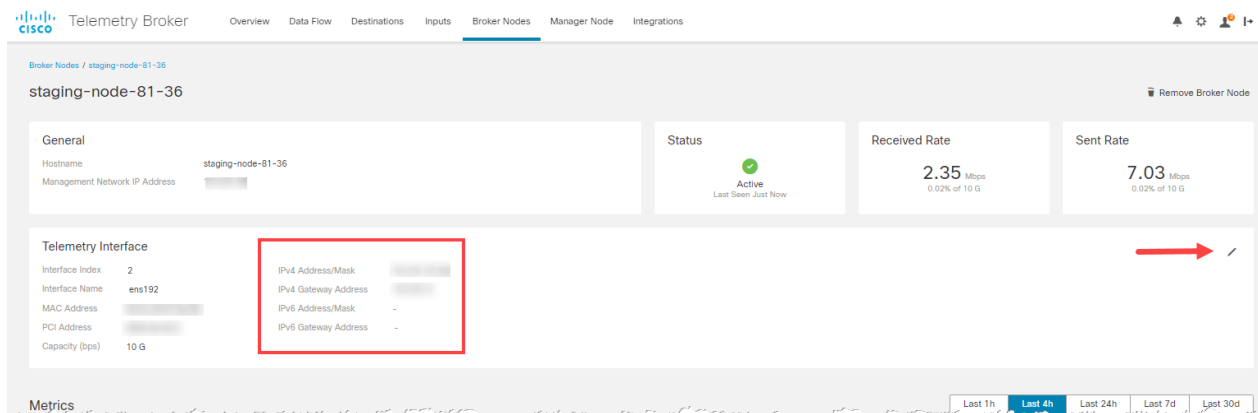 CISCO Telemetry Broker Overview Data Flow Destinations Inputs Broker Nodes Manager Node Integrations
Broker Nodes / staging-node-81-36
staging-node-81-36
Remove Broker Node
General
Hostname staging-node-81-36
Management Network IP Address
Status
Active
Last Seen Just Now
Received Rate
2.35 Mbps
0.02% of 10 G
Sent Rate
7.03 Mbps
0.02% of 10 G
Telemetry Interface
Interface Index 2
Interface Name ens192
MAC Address
PCI Address
Capacity (bps) 10 G
IPv4 Address/Mask
IPv4 Gateway Address
IPv6 Address/Mask -
IPv6 Gateway Address -
Metrics
Last 1h Last 4h Last 24h Last 7d Last 30d